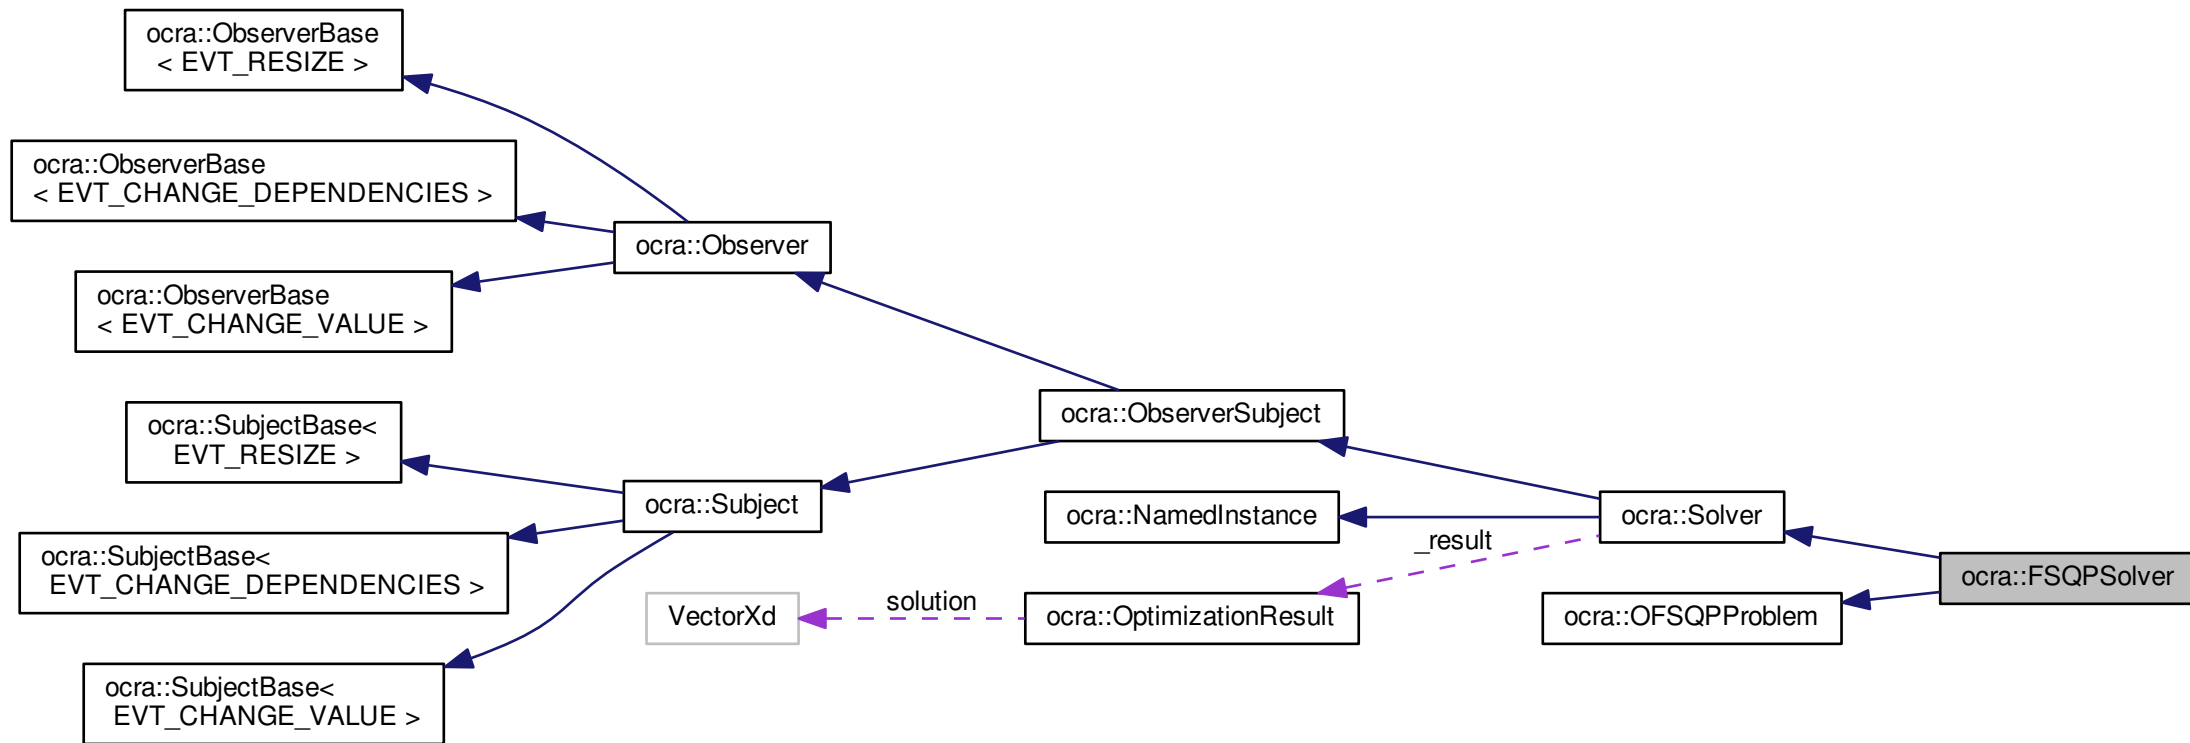 ocra::ObserverBase
< EVT_RESIZE >
ocra::ObserverBase
< EVT_CHANGE_DEPENDENCIES >
ocra::Observer
ocra::ObserverBase
< EVT_CHANGE_VALUE >
ocra::ObserverSubject
ocra::SubjectBase<
EVT_RESIZE >
ocra::Subject
ocra::NamedInstance
ocra::Solver
_result
ocra::SubjectBase<
EVT_CHANGE_DEPENDENCIES >
ocra::FSQPSolver
VectorXd
solution
ocra::OptimizationResult
ocra::OFSQPProblem
ocra::SubjectBase<
EVT_CHANGE_VALUE >